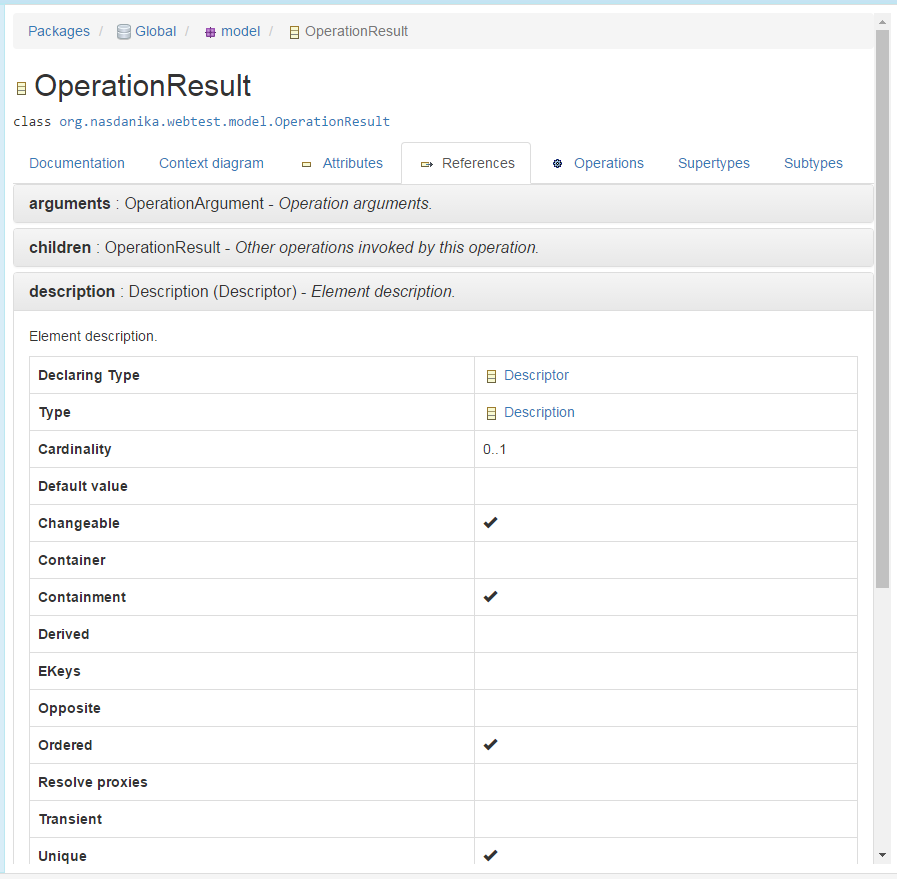 Packages / Global / model / OperationResult
OperationResult
class org.nasdanika.webtest.model.OperationResult
Documentation Context diagram Attributes References Operations Supertypes Subtypes
arguments : OperationArgument - Operation arguments.
children : OperationResult - Other operations invoked by this operation.
description : Description (Descriptor) - Element description.
Element description.
Declaring Type Descriptor
Type Description
Cardinality 0..1
Default value
Changeable ✔
Container
Containment ✔
Derived
EKeys
Opposite
Ordered ✔
Resolve proxies
Transient
Unique ✔